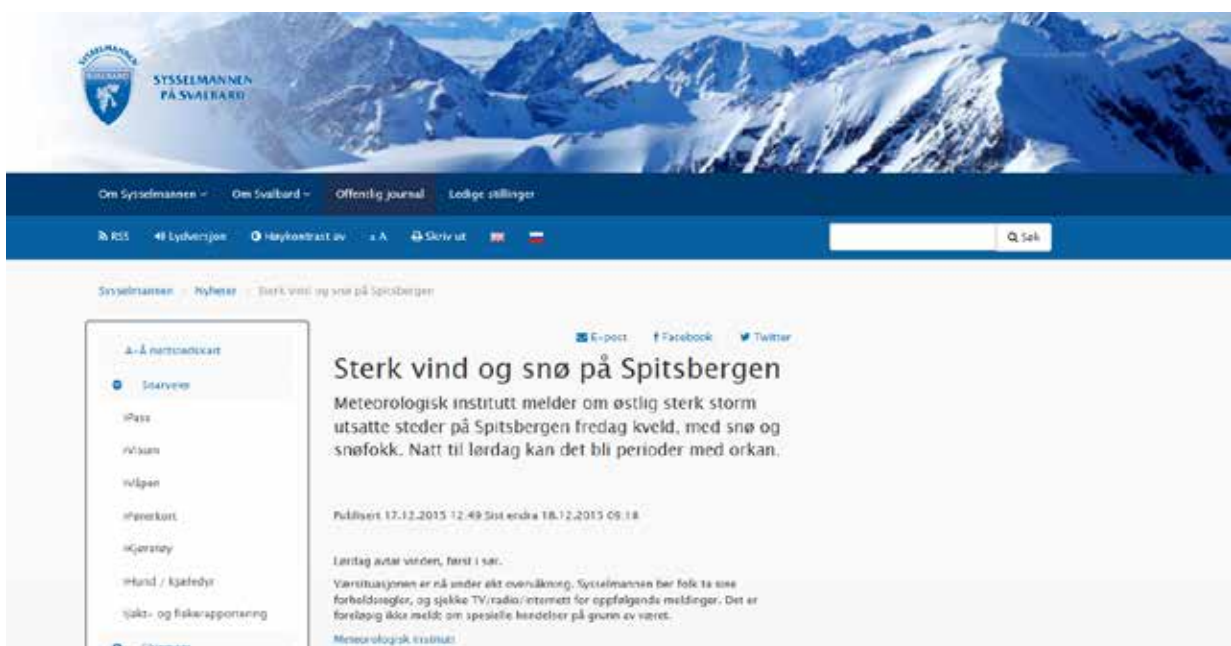 SYSSELMANNEN
SVALBARD
SYSSELMANNEN
PÅ SVALBARD
Om Sysselmannen Om Svalbard Offentlig journal Ledige stillinger
RSS Lydversjon Høykontrast av A Skriv ut Søk
Sysselmannen Nyheter Sterk vind og snø på Spitsbergen
A-Å nettstedskart
Snarveier
Pass
Visum
Våpen
Førerkort
Kjøretøy
Hund / kjæledyr
Jakt- og fiskerapportering
E-post Facebook Twitter
Sterk vind og snø på Spitsbergen
Meteorologisk institutt melder om østlig sterk storm
utsatte steder på Spitsbergen fredag kveld, med snø og
snøfokk. Natt til lørdag kan det bli perioder med orkan.
Publisert 17.12.2015 12:49 Sist endra 18.12.2015 09:18
Lørdag avtar vinden, først i sør.
Værsituasjonen er nå under økt overvåkning. Sysselmannen ber folk ta sine
forholdsregler, og sjekke TV/radio/internett for oppfølgende meldinger. Det er
foreløpig ikke meldt om spesielle hendelser på grunn av været.
Meteorologisk institutt